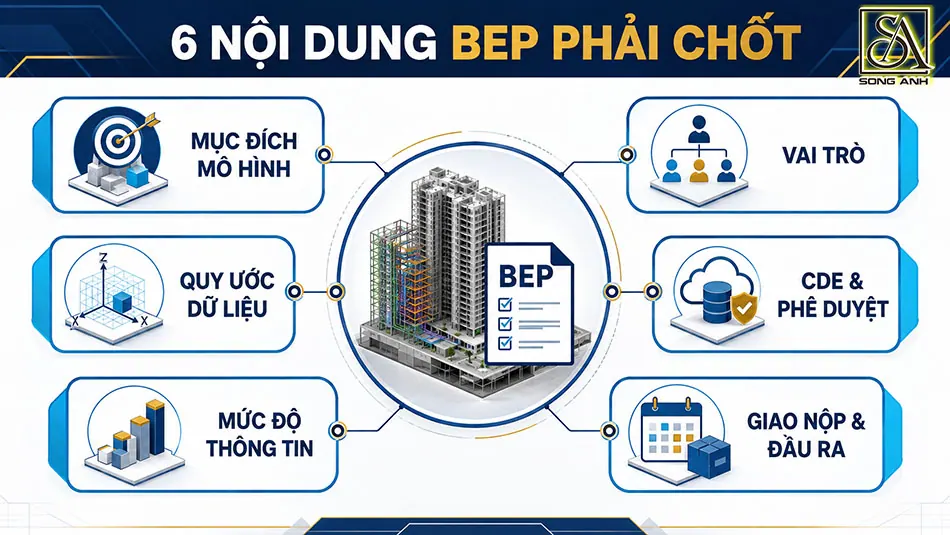 6 NỘI DUNG BEP PHẢI CHỐT
SA
SONG ANH
MỤC ĐÍCH
MÔ HÌNH
VAI TRÒ
QUY ƯỚC
DỮ LIỆU
Z
X
X
BEP
CDE &
PHÊ DUYỆT
MỨC ĐỘ
THÔNG TIN
GIAO NỘP &
ĐẦU RA